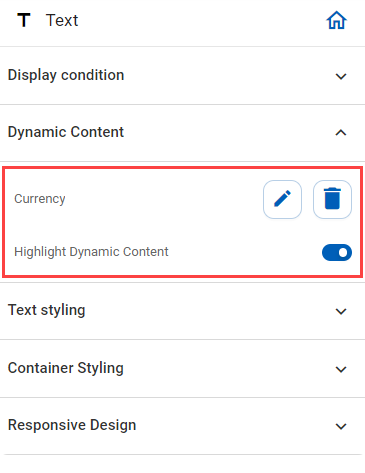 Text
Display condition
Dynamic Content
Currency
Highlight Dynamic Content
Text styling
Container Styling
Responsive Design